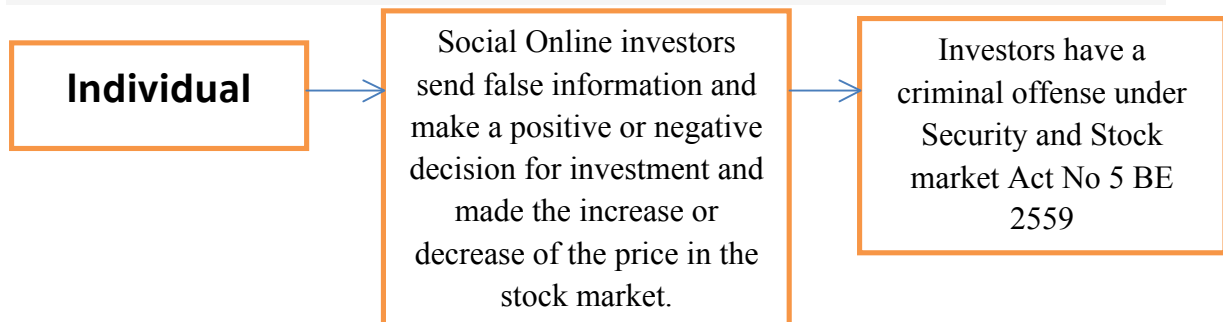 Individual
Social Online investors
send false information and
make a positive or negative
decision for investment and
made the increase or
decrease of the price in the
stock market.
Investors have a
criminal offense under
Security and Stock
market Act No 5 BE
2559